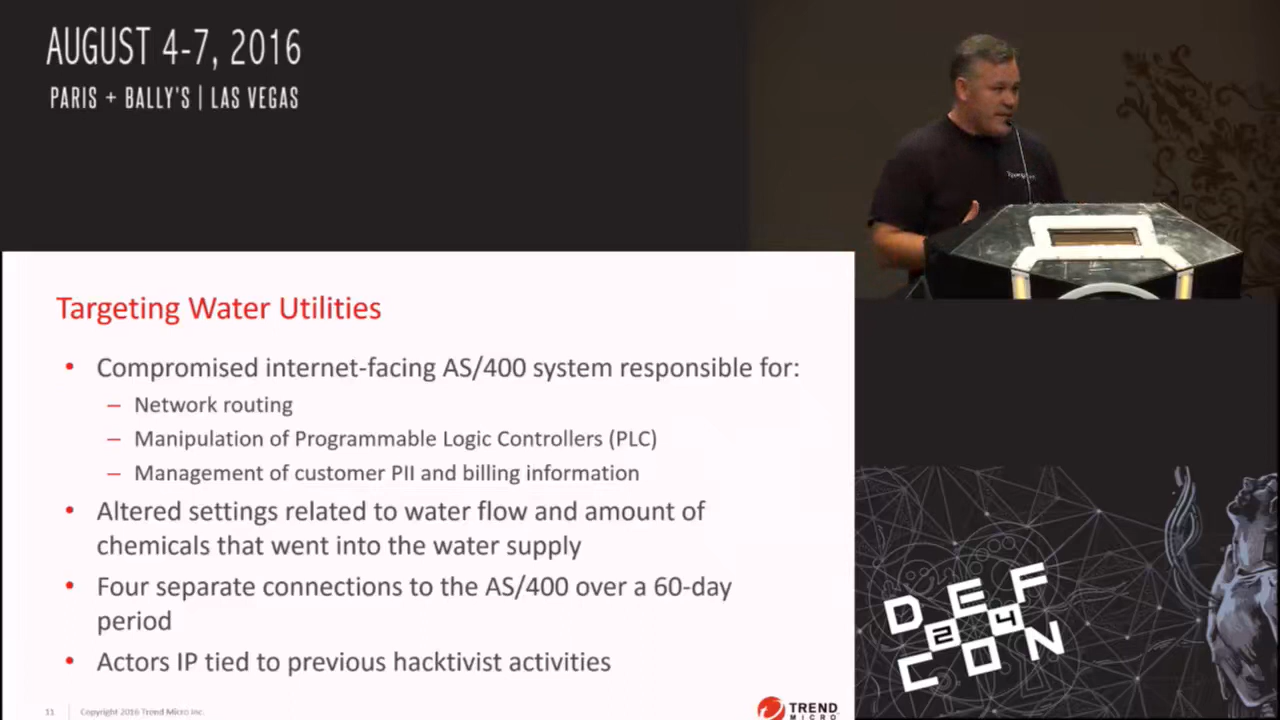 AUGUST 4-7, 2016
PARIS + BALLY'S | LAS VEGAS
Targeting Water Utilities
• Compromised internet-facing AS/400 system responsible for:
– Network routing
– Manipulation of Programmable Logic Controllers (PLC)
– Management of customer PII and billing information
• Altered settings related to water flow and amount of
chemicals that went into the water supply
• Four separate connections to the AS/400 over a 60-day
period
• Actors IP tied to previous hacktivist activities
11 | Copyright 2016 Trend Micro Inc.
TREND
MICRO
DEF
24
CON